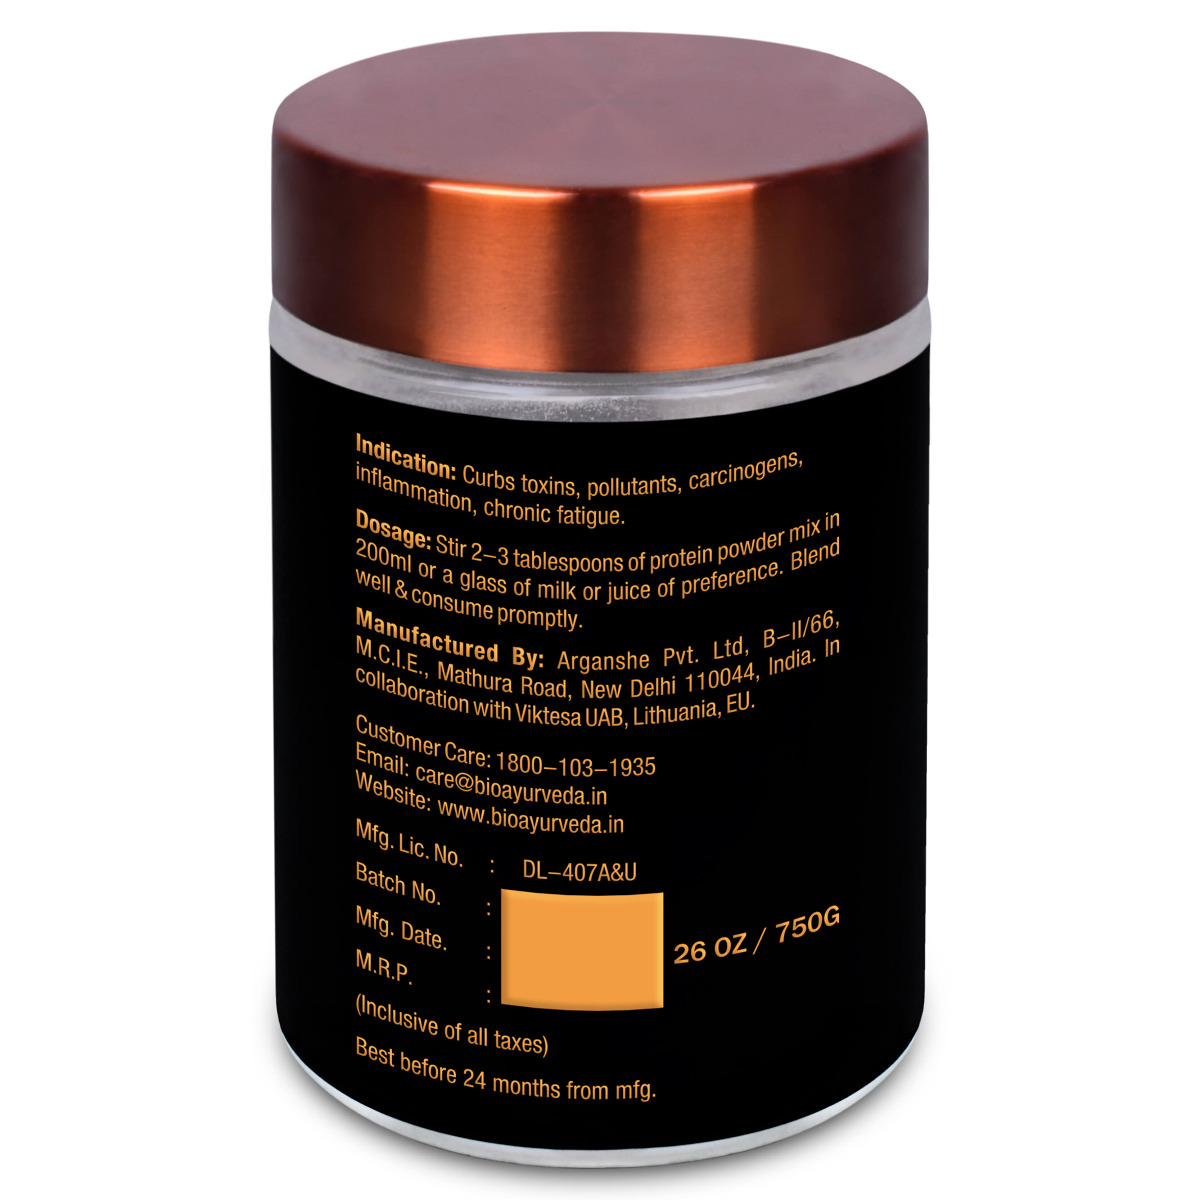 Indication: Curbs toxins, pollutants, carcinogens,
inflammation, chronic fatigue.
Dosage: Stir 2–3 tablespoons of protein powder mix in
200ml or a glass of milk or juice of preference. Blend
well & consume promptly.
Manufactured By: Arganshe Pvt. Ltd, B–II/66,
M.C.I.E., Mathura Road, New Delhi 110044, India. In
collaboration with Viktesa UAB, Lithuania, EU.
Customer Care: 1800–103–1935
Email: care@bioayurveda.in
Website: www.bioayurveda.in
Mfg. Lic. No. : DL–407A&U
Batch No. :
Mfg. Date. :
M.R.P. :
26 OZ / 750G
(Inclusive of all taxes)
Best before 24 months from mfg.